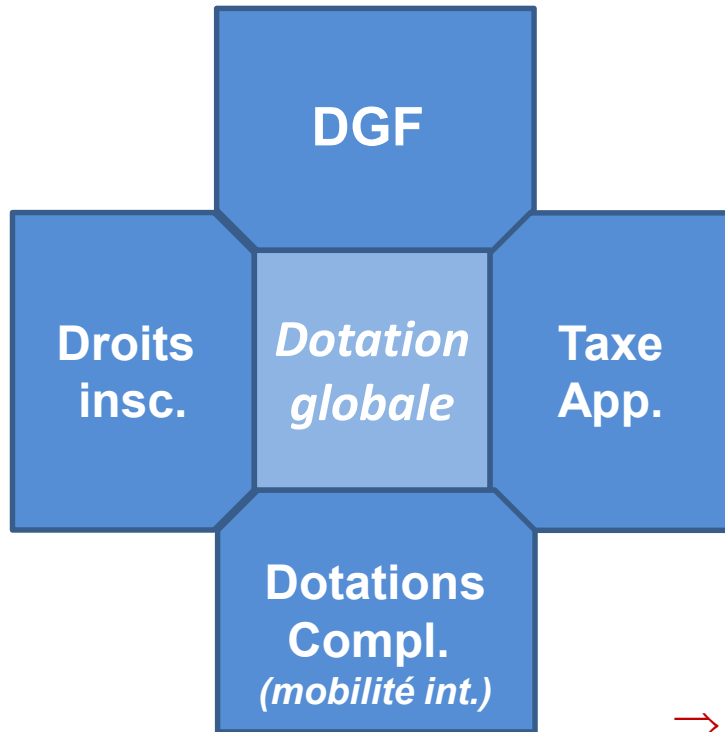 DGF
Droits
insc.
Dotation
globale
Taxe
App.
Dotations
Compl.
(mobilité int.)
→